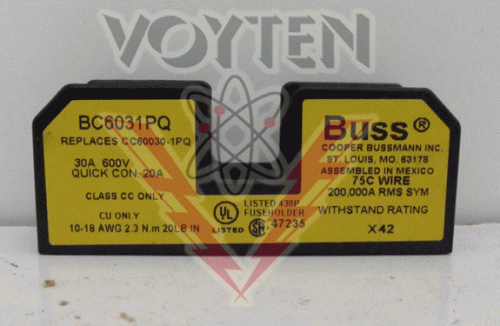 VOYTEN
BC6031PQ
REPLACES CC60030-1PQ
30A 600V
QUICK CON-20A
CLASS CC ONLY
CU ONLY
10-18 AWG 2.3 N.m 20LB IN
UL
LISTED
LISTED 430P
FUSEHOLDER
47235
Buss®
COOPER BUSSMANN INC.
ST. LOUIS, MO. 63178
ASSEMBLED IN MEXICO
75C WIRE
200,000A RMS SYM
WITHSTAND RATING
X42